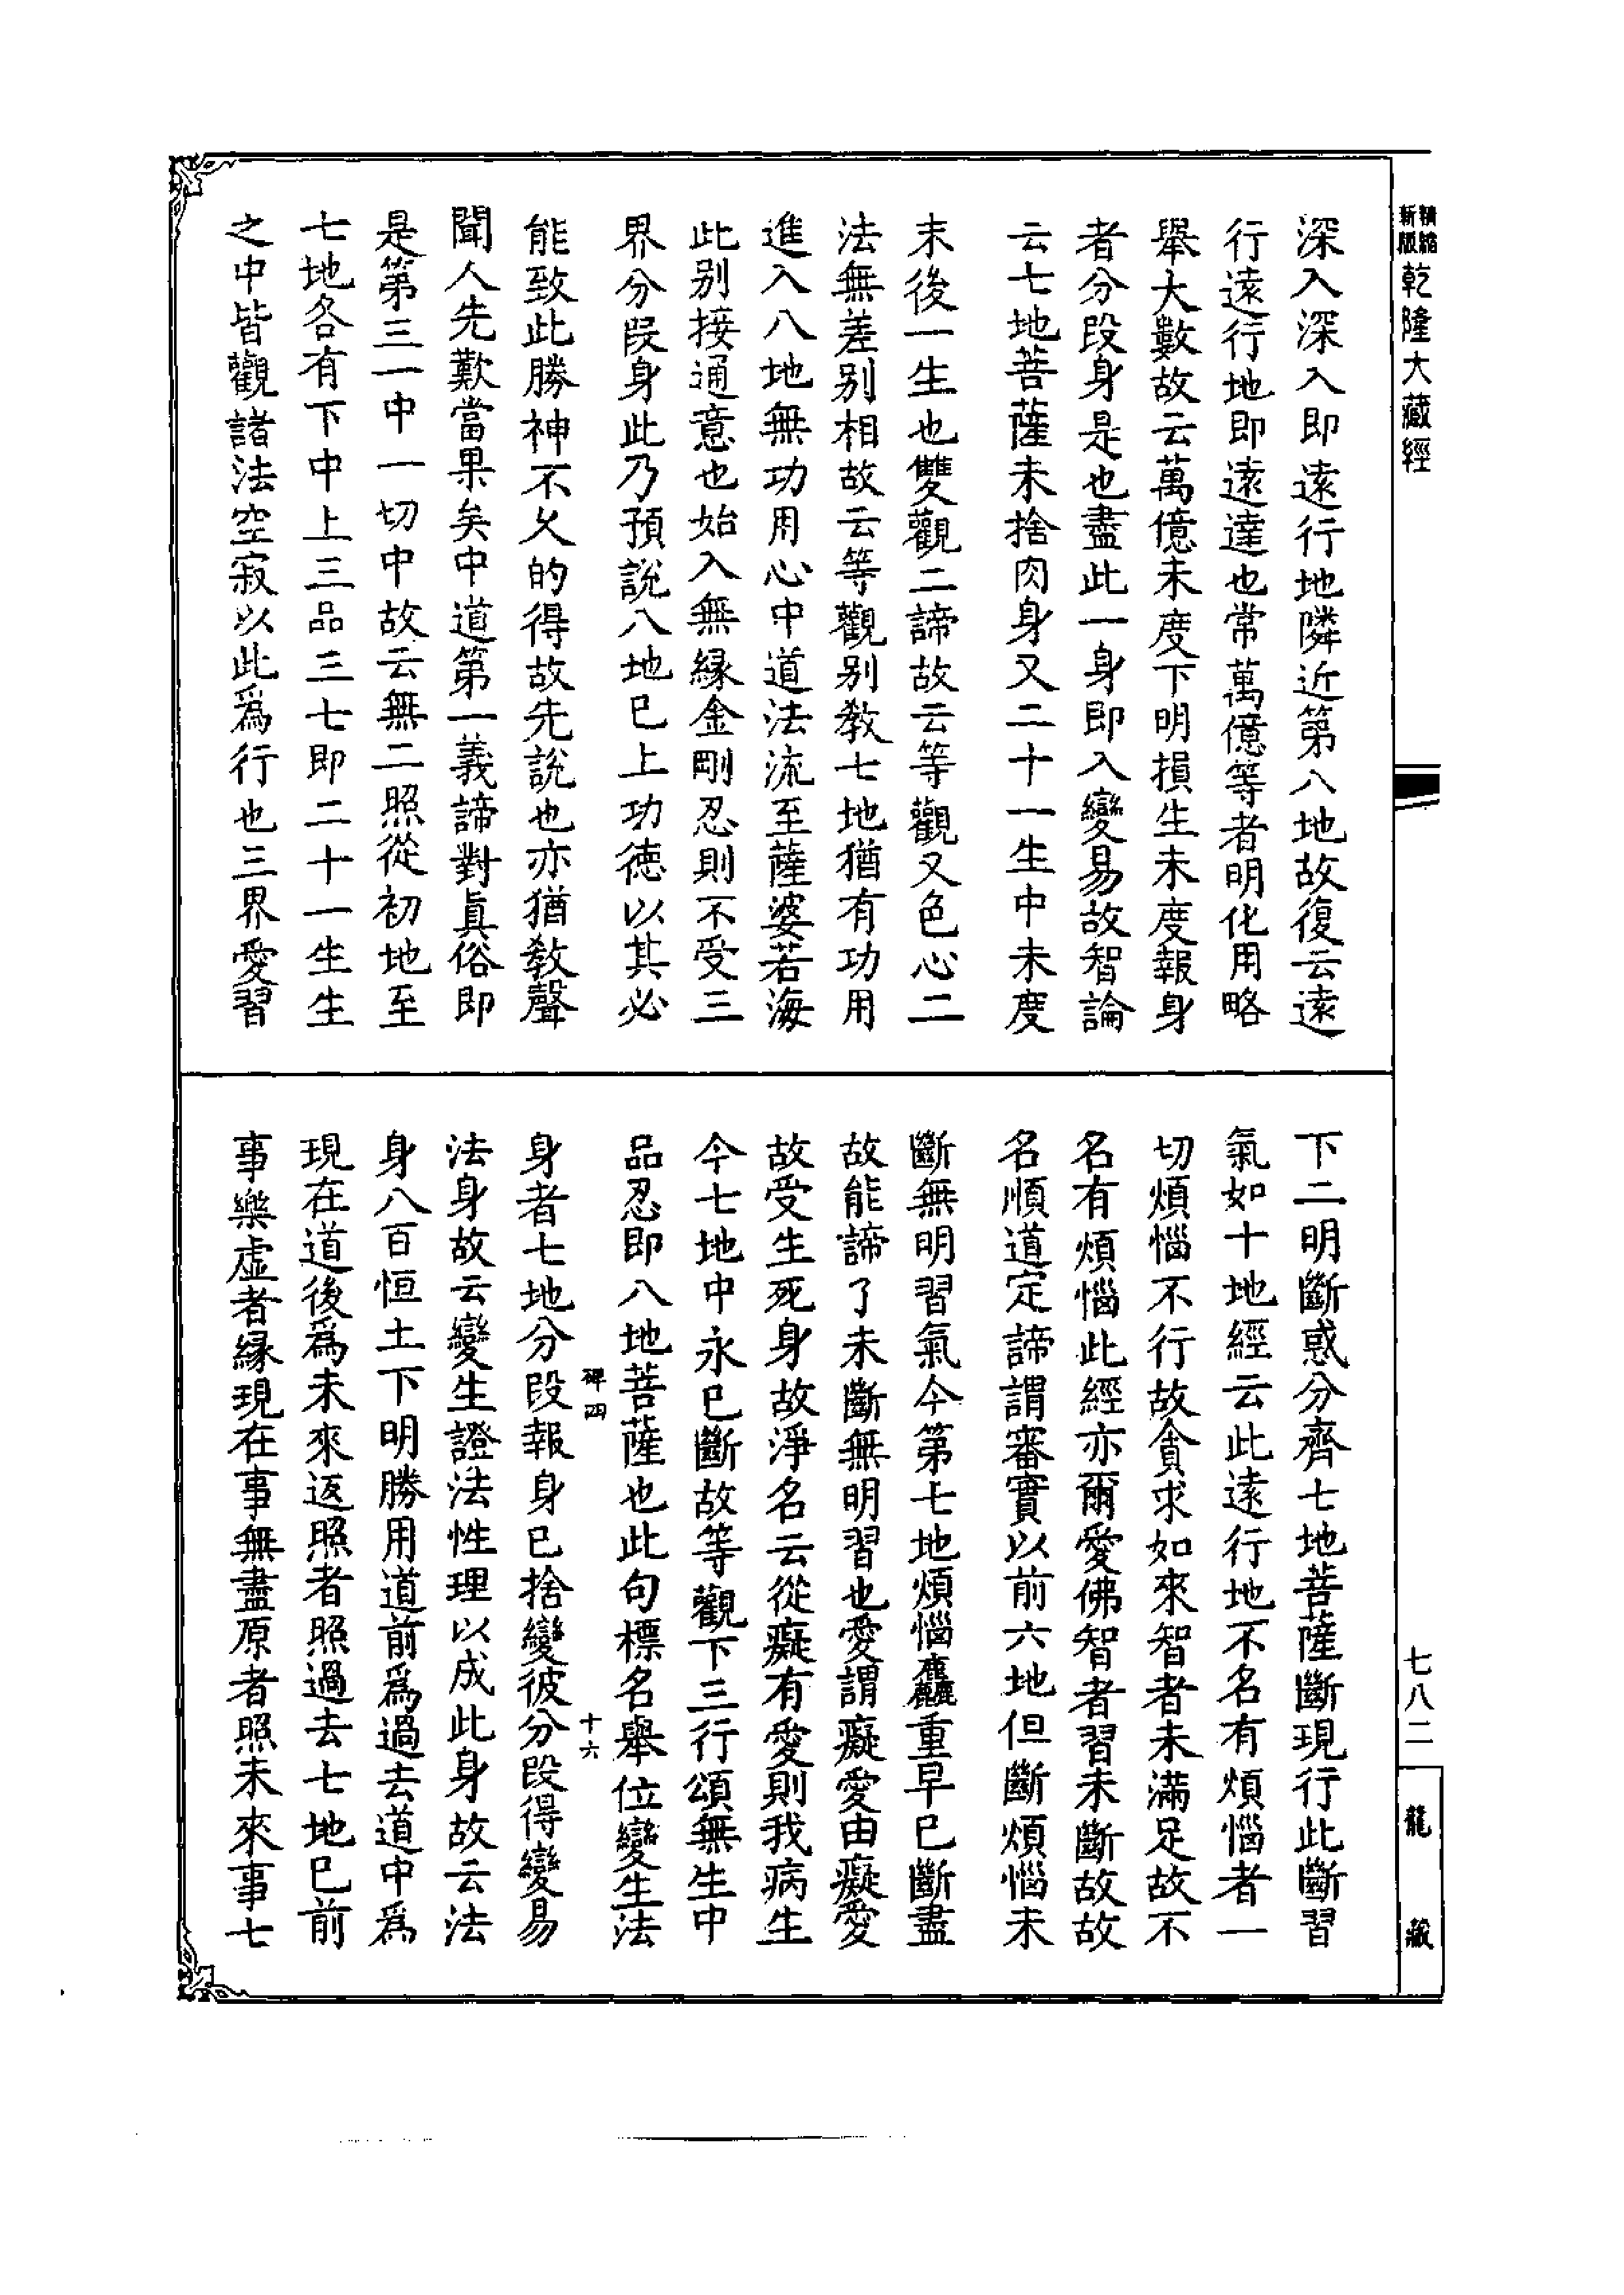 精縮新版乾隆大藏經
深入深入即遠行地隣近第八地故復云遠
行遠行地即遠達也常萬億等者明化用略
舉大數故云萬億未度下明損生未度報身
者分段身是也盡此一身即入變易故智論
云七地菩薩未捨肉身又二十一生中未度
末後一生也雙觀二諦故云等觀又色心二
法無差别相故云等觀别教七地猶有功用
進入八地無功用心中道法流至薩婆若海
此别接通意也始入無縁金剛忍則不受三
界分段身此乃預說八地巳上功德以其必
能致此勝神不乆的得故先說也亦猶教聲
聞人先歎當果矣中道第一義諦對眞俗即
是第三一中一切中故云無二照從初地至
七地各有下中上三品三七即二十一生生
之中皆觀諸法空寂以此爲行也三界愛習
下二明斷惑分齊七地菩薩斷現行此斷習
氣如十地經云此遠行地不名有煩惱者一
切煩惱不行故貪求如來智者未滿足故不
名有煩惱此經亦爾愛佛智者習未斷故故
名順道定諦謂審實以前六地但斷煩惱未
斷無明習氣今第七地煩惱麤重早巳斷盡
故能諦了未斷無明習也愛謂癡愛由癡愛
故受生死身故淨名云從癡有愛則我病生
今七地中永巳斷故等觀下三行頌無生中
品忍即八地菩薩也此句標名舉位變生法
碑四 十六
身者七地分段報身巳捨變彼分段得變易
法身故云變生證法性理以成此身故云法
身八百恒土下明勝用道前爲過去道中爲
現在道後爲未來返照者照過去七地巳前
事樂虚者縁現在事無盡原者照未來事七
七八二
龍藏